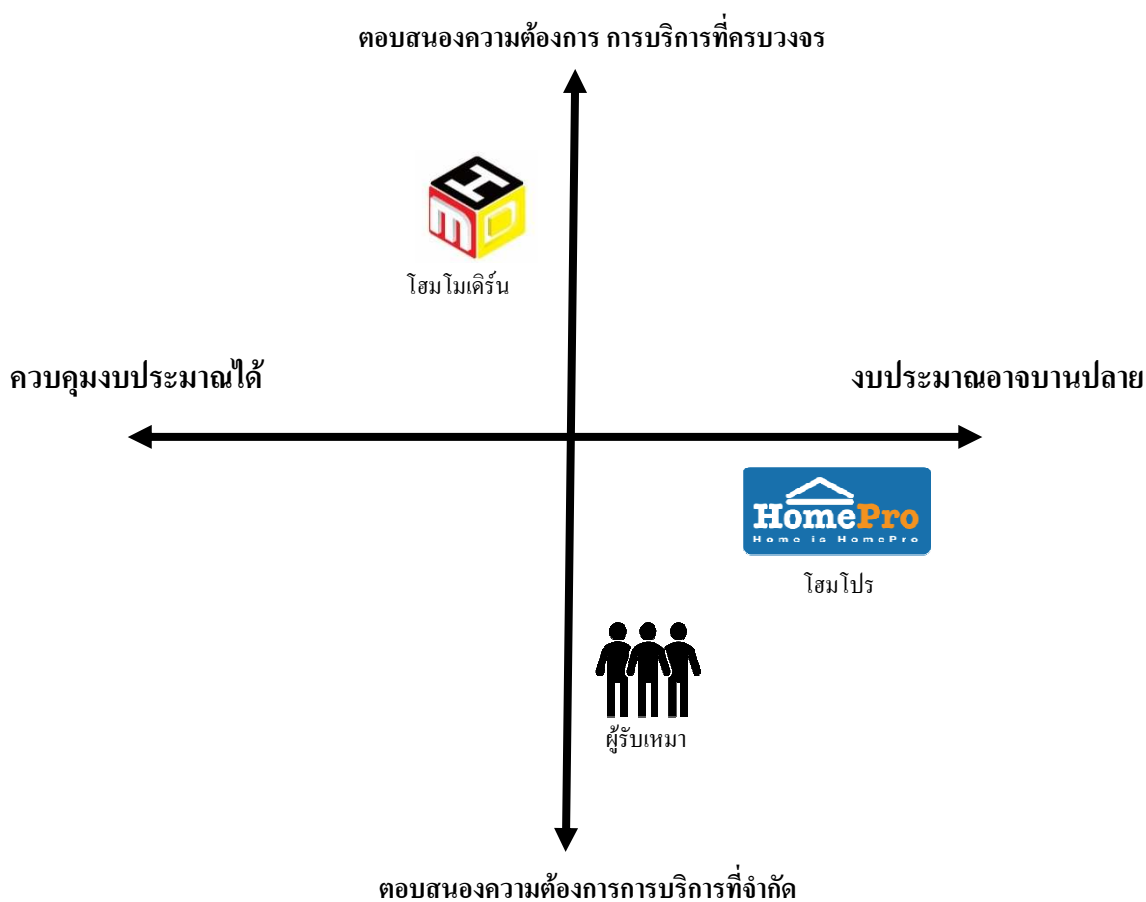 ตอบสนองความต้องการ การบริการที่ครบวงจร
H
M
D
โฮมโมเดิร์น
ควบคุมงบประมาณได้
งบประมาณอาจบานปลาย
HomePro
Home is HomePro
โฮมโปร
ผู้รับเหมา
ตอบสนองความต้องการการบริการที่จำกัด